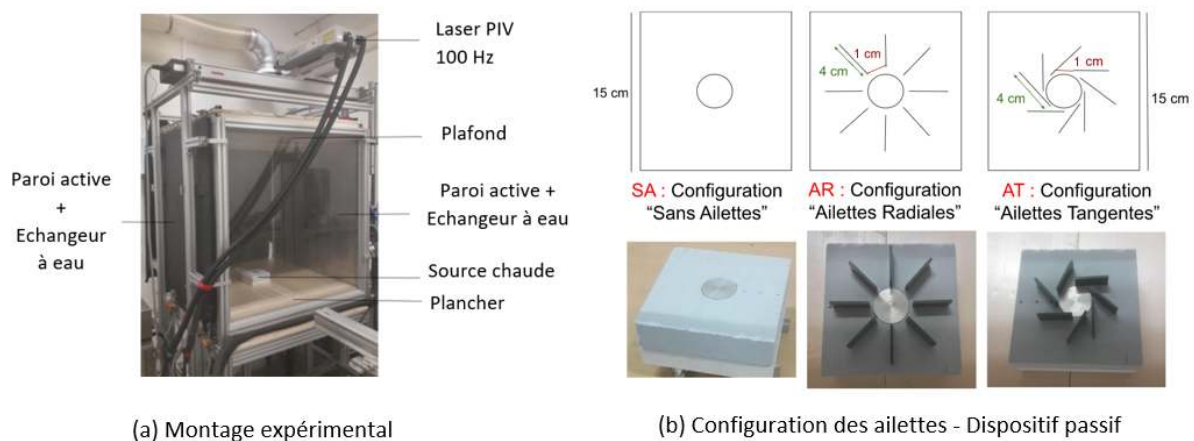 Laser PIV
100 Hz
Plafond
Paroi active
+
Echangeur
à eau
Paroi active +
Echangeur à eau
Source chaude
Plancher
(a) Montage expérimental
15 cm
1 cm
4 cm
1 cm
4 cm
15 cm
SA : Configuration
“Sans Ailettes”
AR : Configuration
“Ailettes Radiales”
AT : Configuration
“Ailettes Tangentes”
(b) Configuration des ailettes - Dispositif passif